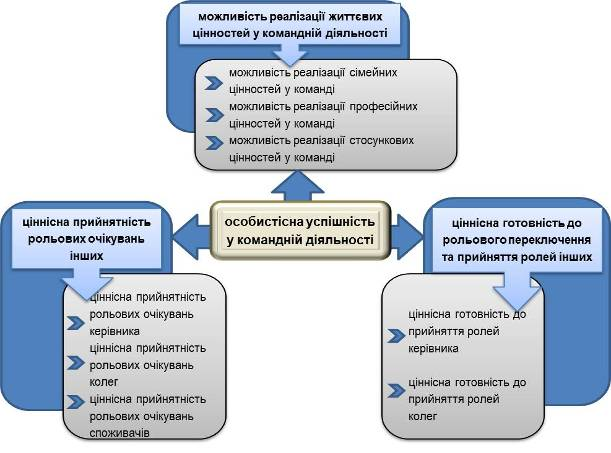 можливість реалізації життєвих
цінностей у командній діяльності
можливість реалізації сімейних
цінностей у команді
можливість реалізації професійних
цінностей у команді
можливість реалізації стосункових
цінностей у команді
особистісна успішність
у командній діяльності
ціннісна прийнятність
рольових очікувань
інших
ціннісна прийнятність
рольових очікувань
керівника
ціннісна прийнятність
рольових очікувань
колег
ціннісна прийнятність
рольових очікувань
споживачів
ціннісна готовність до
рольового переключення
та прийняття ролей інших
ціннісна готовність до
прийняття ролей
керівника
ціннісна готовність до
прийняття ролей
колег